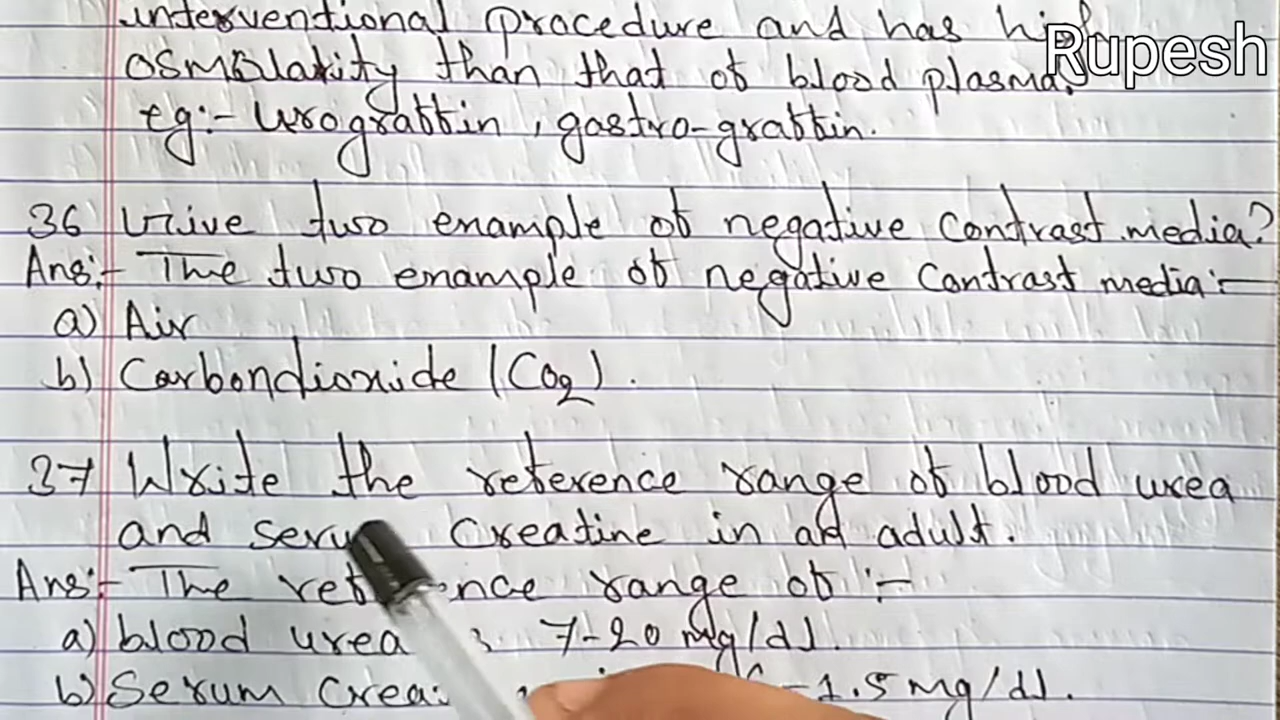 interventional procedure and has high
Rupesh
osmolarity than that of blood plasma.
eg:- Urograffin, gastro-graffin.
36 Give two example of negative contrast media?
Ans:- The two example of negative contrast media:-
a) Air
b) Carbondioxide (CO2).
37 Write the reference range of blood urea
and serum Creatine in an adult.
Ans:- The reference range of :-
a) blood urea : 7-20 mg/dl.
b) Serum Crea -1.5 mg/dl.